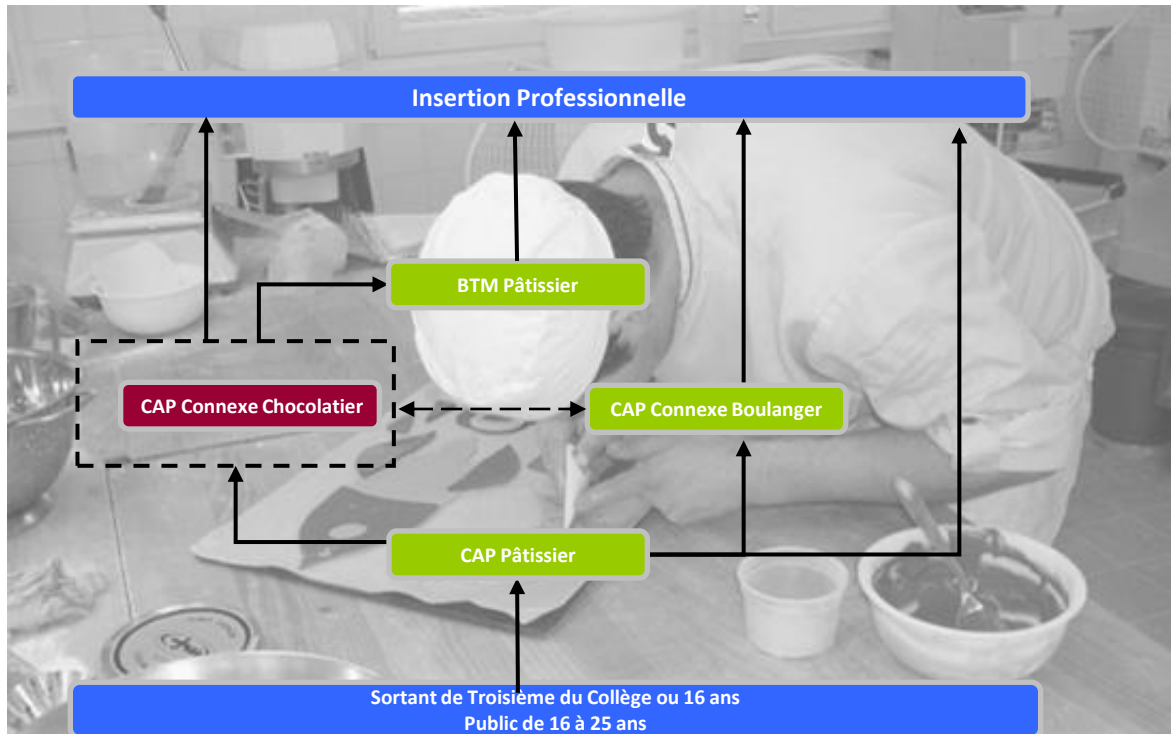 Insertion Professionnelle
BTM Pâtissier
CAP Connexe Chocolatier
CAP Connexe Boulanger
CAP Pâtissier
Sortant de Troisième du Collège ou 16 ans
Public de 16 à 25 ans